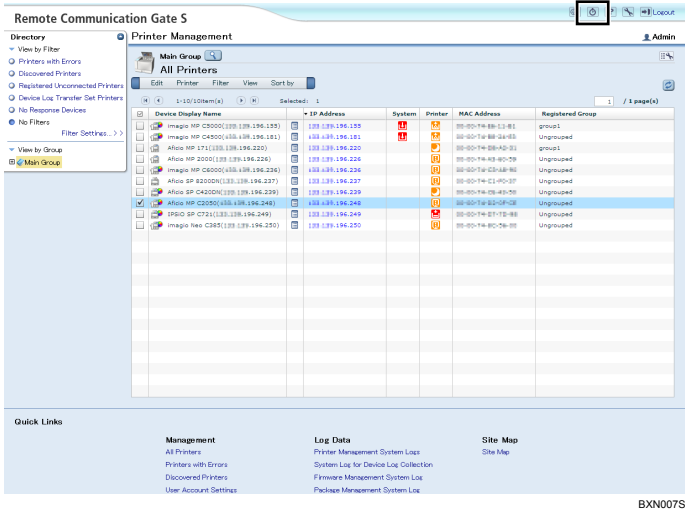 Remote Communication Gate S
Logout
Directory
Printer Management
Admin
View by Filter
Printers with Errors
Discovered Printers
Registered Unconnected Printers
Device Log Transfer Set Printers
No Response Devices
No Filters
Filter Settings...>>
View by Group
Main Group
Main Group
All Printers
Edit Printer Filter View Sort by
1-10/10item(s) Selected: 1 1 / 1 page(s)
Device Display Name IP Address System Printer MAC Address Registered Group
imagio MP C5000( .196.155) .196.155 group1
imagio MP C4500( .196.181) .196.181 Ungrouped
Aficio MP 171( .196.220) .196.220 group1
Aficio MP 2000( .196.226) .196.226 Ungrouped
imagio MP C6000( .196.236) .196.236 Ungrouped
Aficio SP 8200DN( .196.237) .196.237 Ungrouped
Aficio SP C420DN( .196.239) .196.239 Ungrouped
Aficio MP C2050( .196.248) .196.248 Ungrouped
IPSiO SP C721( .196.249) .196.249 Ungrouped
imagio Neo C385( .196.250) .196.250 Ungrouped
Quick Links
Management Log Data Site Map
All Printers Printer Management System Logs Site Map
Printers with Errors System Log for Device Log Collection
Discovered Printers Firmware Management System Log
User Account Settings Package Management System Log
BXN007S